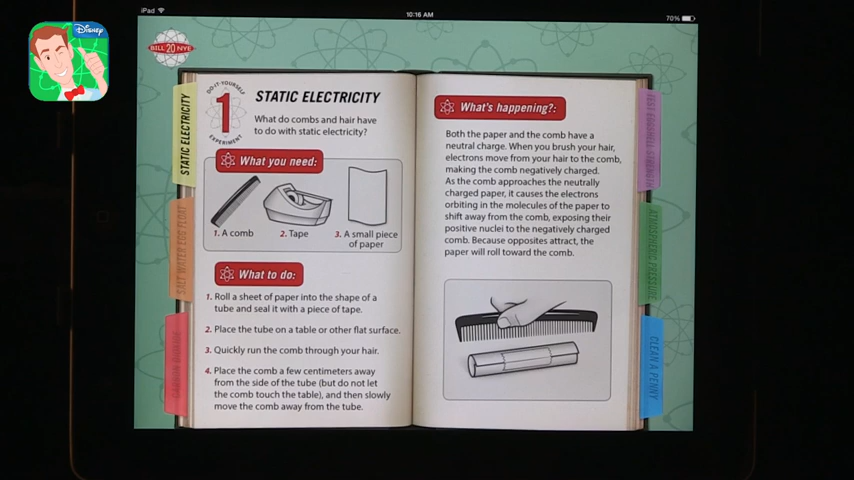 iPad
10:16 AM
70%
Disney
BILL 20 NYE
DO-IT-YOURSELF
1
EXPERIMENT
STATIC ELECTRICITY
What do combs and hair have
to do with static electricity?
What you need:
1. A comb
2. Tape
3. A small piece
of paper
What to do:
1. Roll a sheet of paper into the shape of a
tube and seal it with a piece of tape.
2. Place the tube on a table or other flat surface.
3. Quickly run the comb through your hair.
4. Place the comb a few centimeters away
from the side of the tube (but do not let
the comb touch the table), and then slowly
move the comb away from the tube.
What's happening?:
Both the paper and the comb have a
neutral charge. When you brush your hair,
electrons move from your hair to the comb,
making the comb negatively charged.
As the comb approaches the neutrally
charged paper, it causes the electrons
orbiting in the molecules of the paper to
shift away from the comb, exposing their
positive nuclei to the negatively charged
comb. Because opposites attract, the
paper will roll toward the comb.
STATIC ELECTRICITY
SALT WATER EGG FLOAT
CARBON DIOXIDE
TEST EGGSHELL STRENGTH
ATMOSPHERIC PRESSURE
CLEAN A PENNY